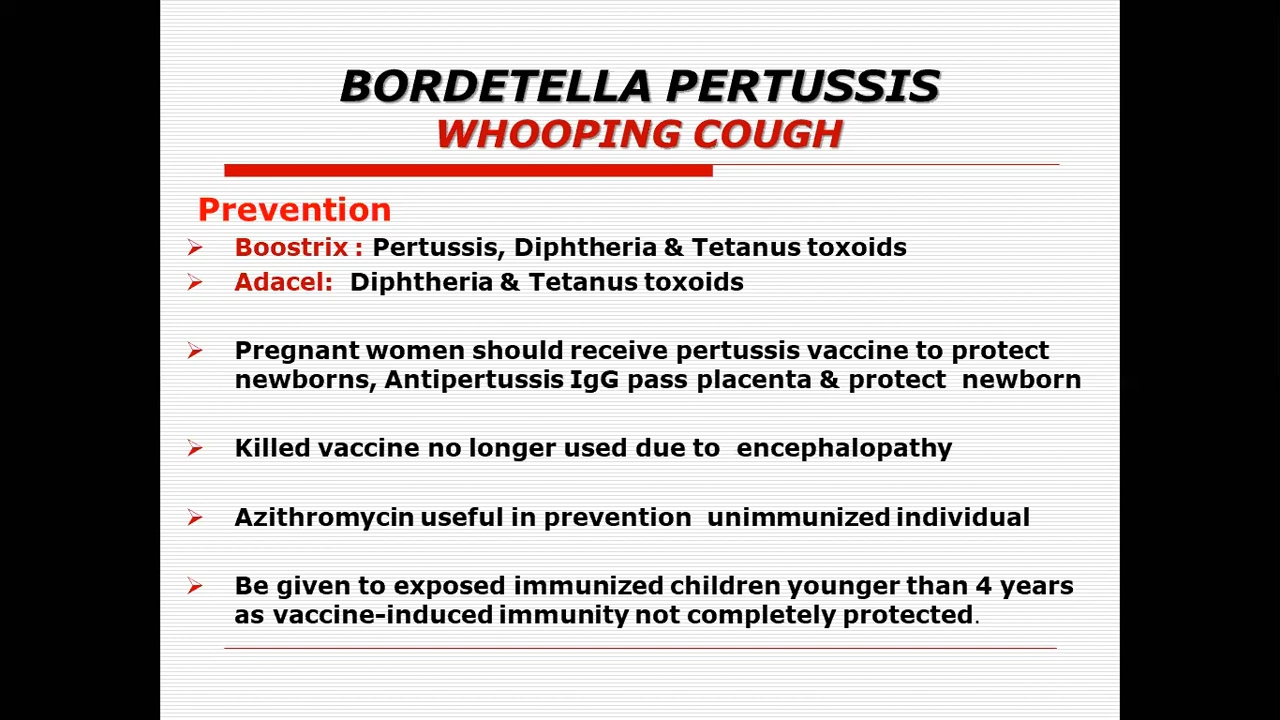 BORDETELLA PERTUSSIS
WHOOPING COUGH
Prevention
Boostrix : Pertussis, Diphtheria & Tetanus toxoids
Adacel: Diphtheria & Tetanus toxoids
Pregnant women should receive pertussis vaccine to protect
newborns, Antipertussis IgG pass placenta & protect newborn
Killed vaccine no longer used due to encephalopathy
Azithromycin useful in prevention unimmunized individual
Be given to exposed immunized children younger than 4 years
as vaccine-induced immunity not completely protected.